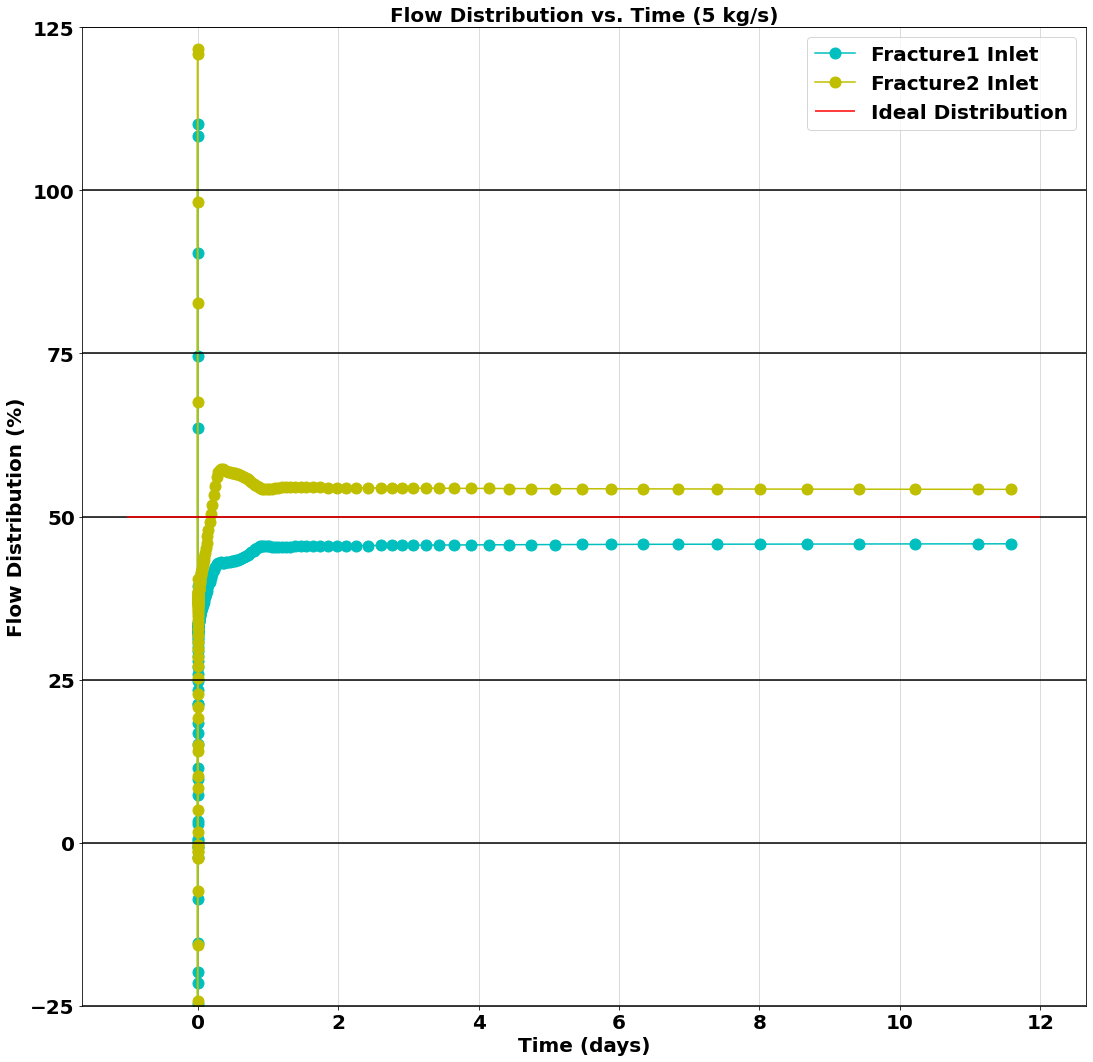 Flow Distribution vs. Time (5 kg/s)
Fracture1 Inlet
Fracture2 Inlet
Ideal Distribution
Flow Distribution (%)
125
100
75
50
25
0
−25
0 2 4 6 8 10 12
Time (days)